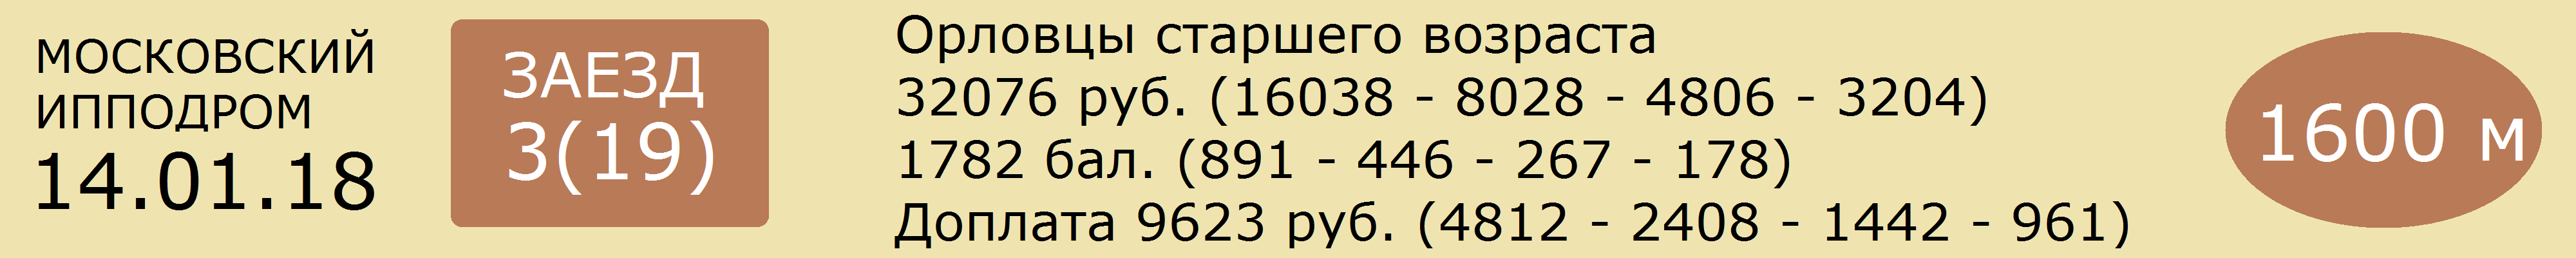 МОСКОВСКИЙ
ИППОДРОМ
14.01.18
ЗАЕЗД
3(19)
Орловцы старшего возраста
32076 руб. (16038 - 8028 - 4806 - 3204)
1782 бал. (891 - 446 - 267 - 178)
Доплата 9623 руб. (4812 - 2408 - 1442 - 961)
1600 м